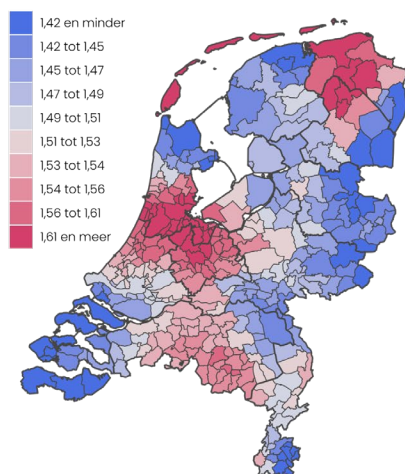 1,42 en minder
1,42 tot 1,45
1,45 tot 1,47
1,47 tot 1,49
1,49 tot 1,51
1,51 tot 1,53
1,53 tot 1,54
1,54 tot 1,56
1,56 tot 1,61
1,61 en meer